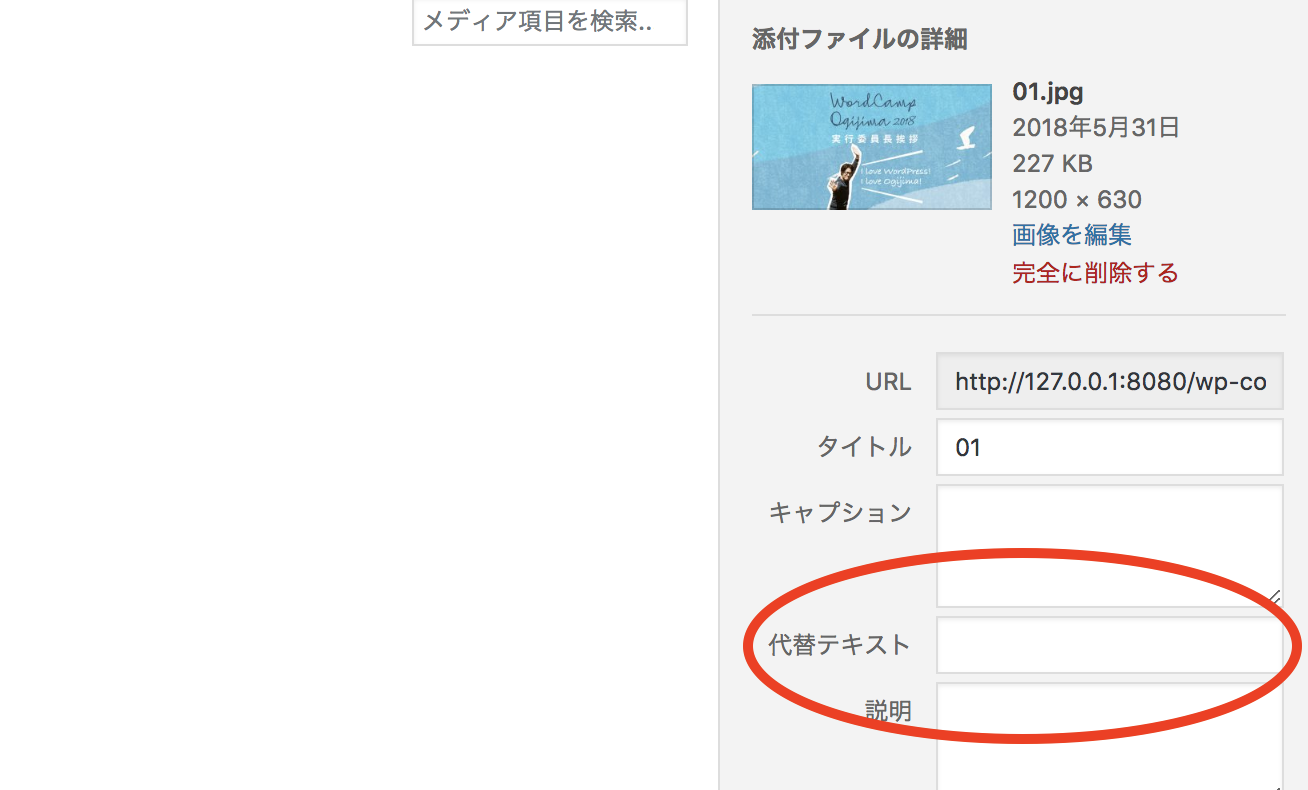 メディア項目を検索..
添付ファイルの詳細
WordCamp
Ogijima 2018
実行委員長挨拶
I love WordPress!
I love Ogijima!
01.jpg
2018年5月31日
227 KB
1200 × 630
画像を編集
完全に削除する
URL
http://127.0.0.1:8080/wp-co
タイトル
01
キャプション
代替テキスト
説明